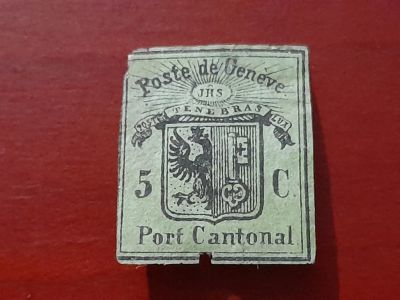 Poste de Genève
JHS
POST TENEBRAS LUX
5 C
Port Cantonal